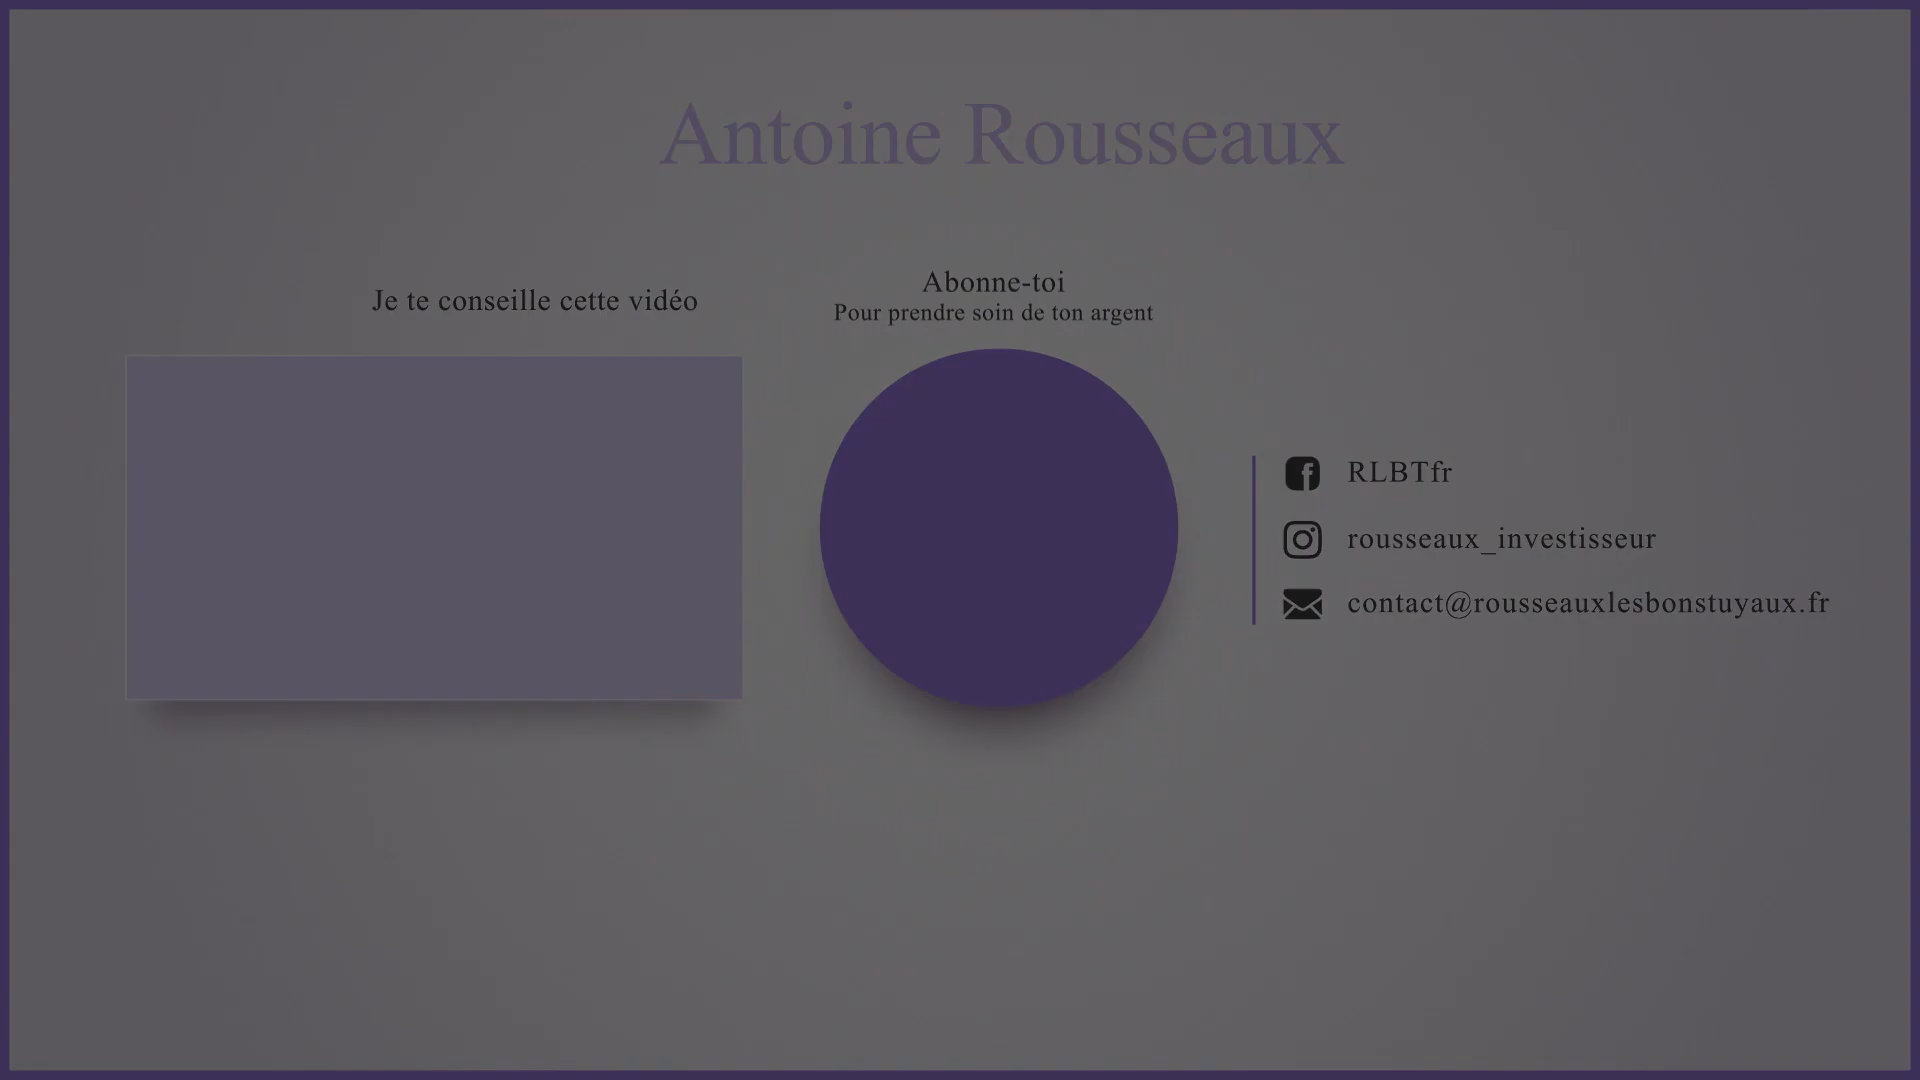 Antoine Rousseaux
Je te conseille cette vidéo
Abonne-toi
Pour prendre soin de ton argent
RLBTfr
rousseaux_investisseur
contact@rousseauxlesbonstuyaux.fr